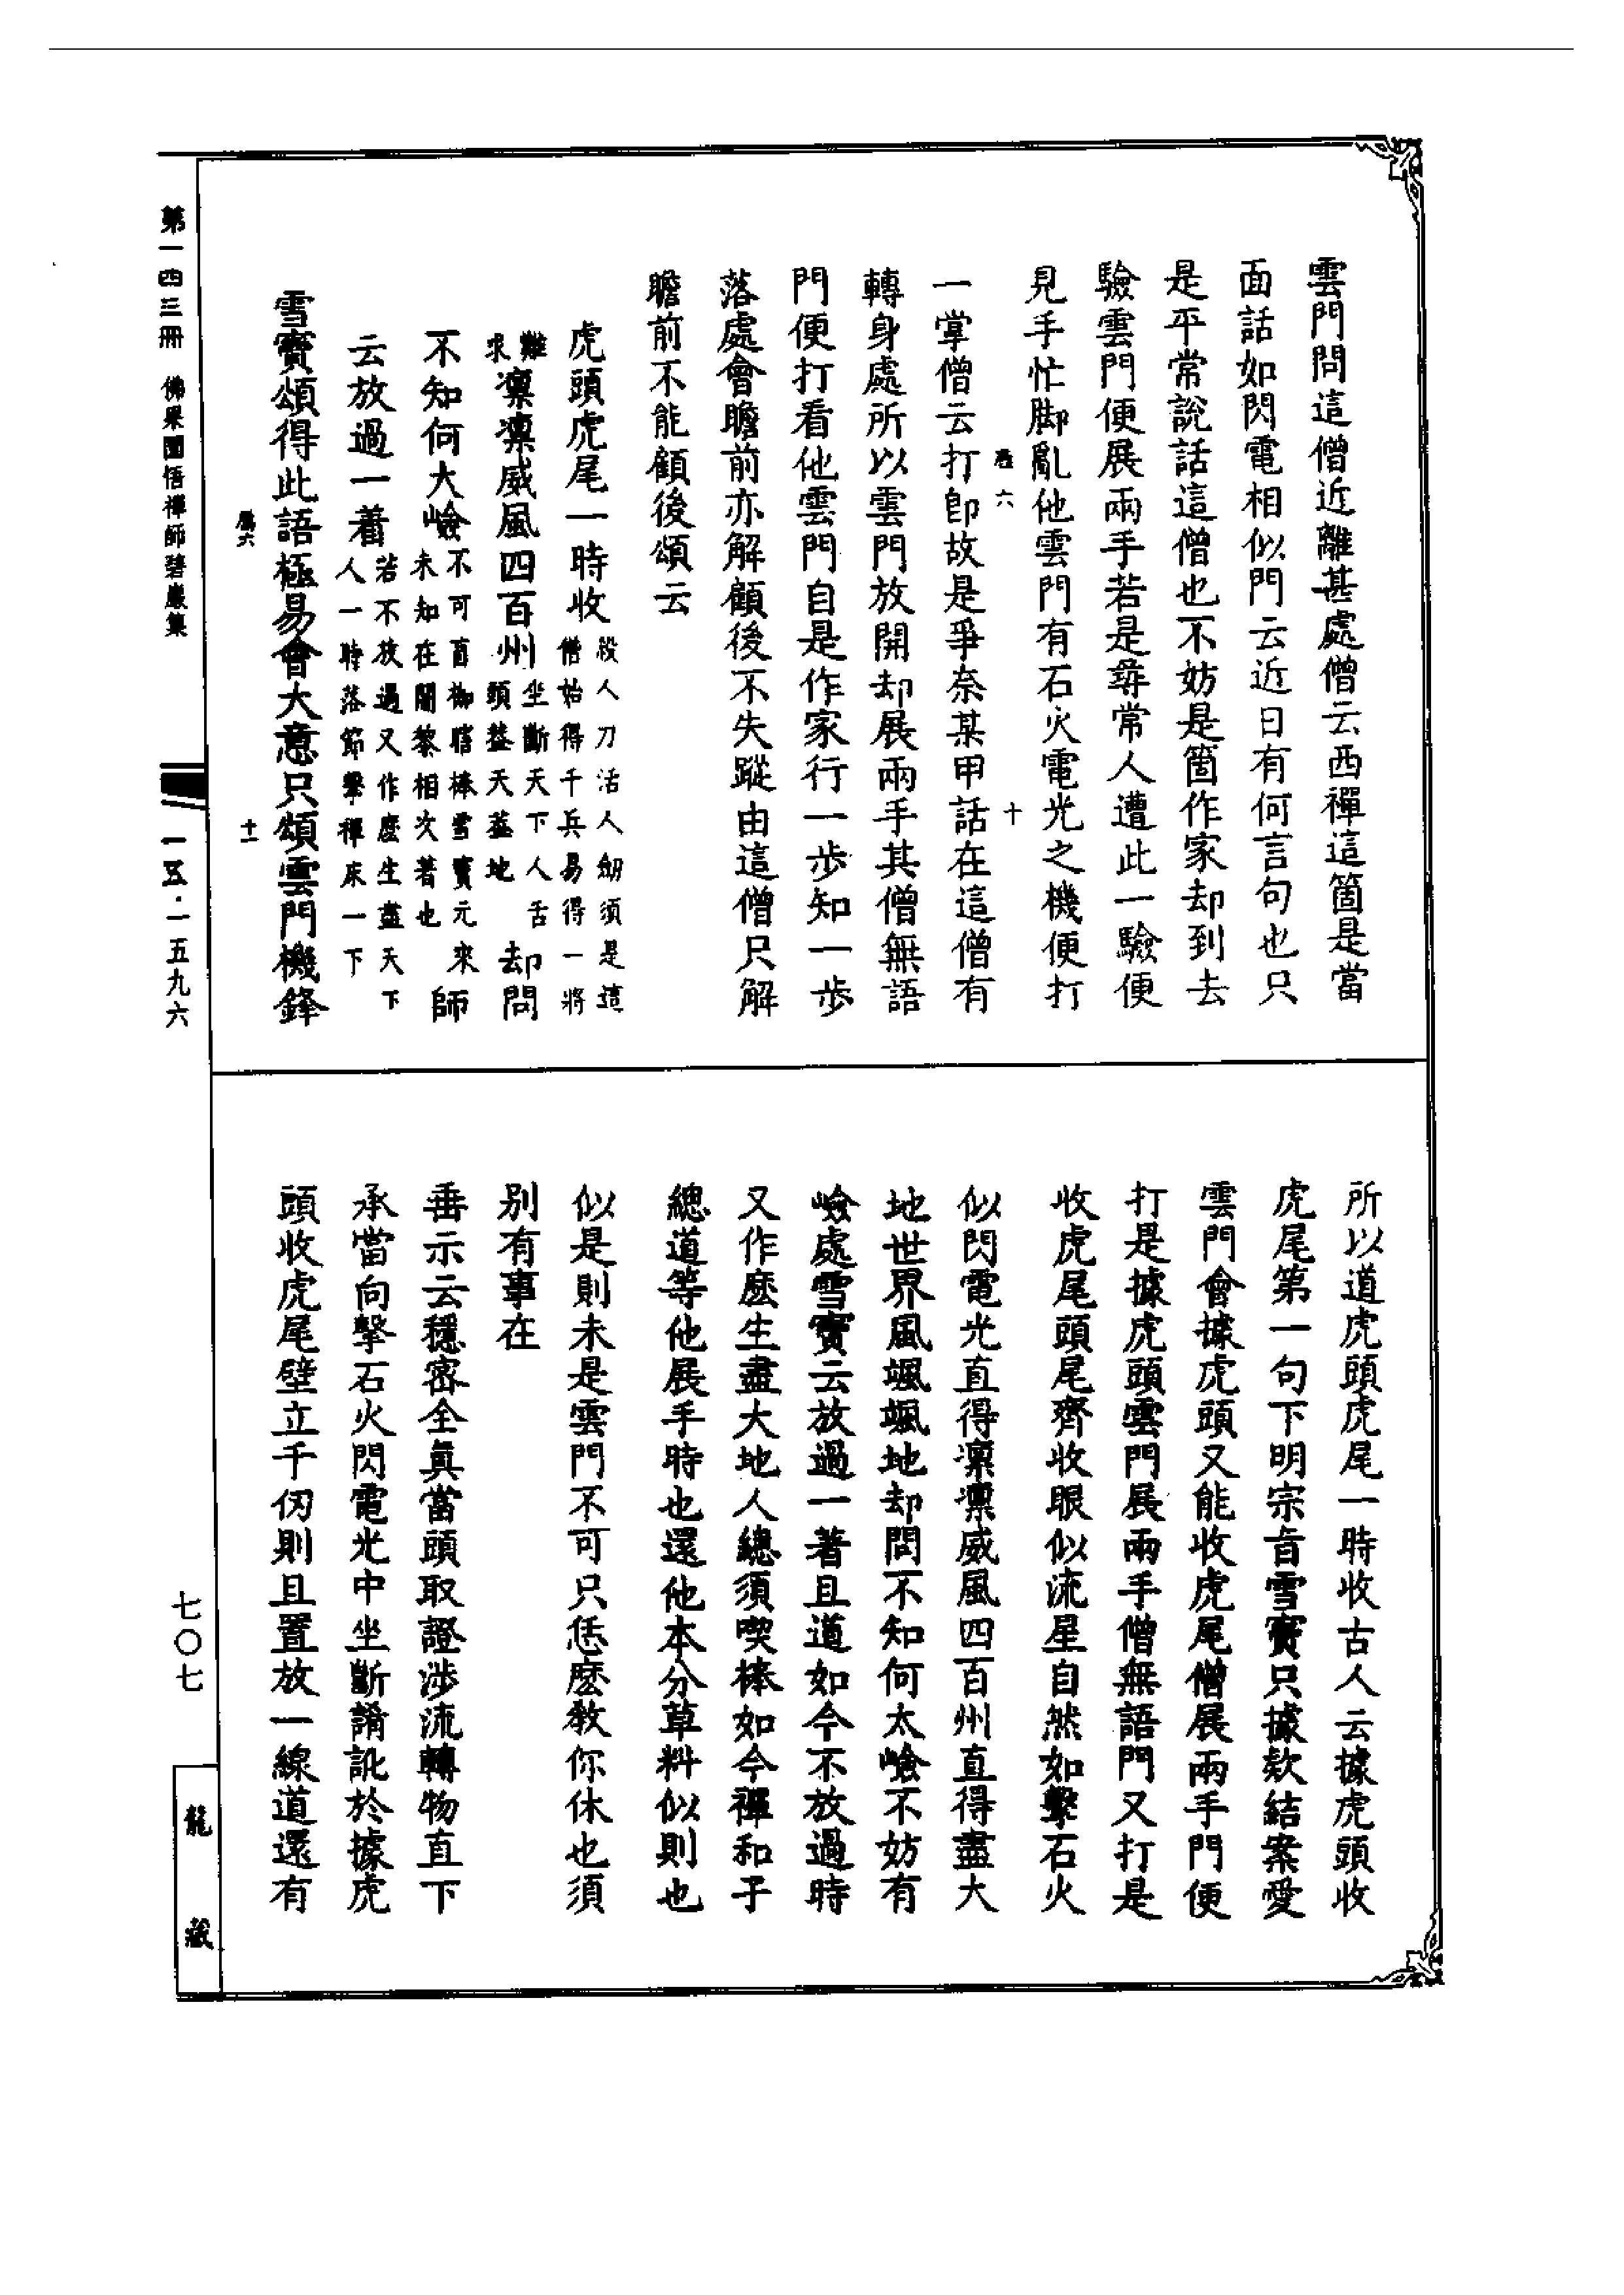 雲門問這僧近離甚處僧云西禪這箇是當
面話如閃電相似門云近日有何言句也只
是平常說話這僧也不妨是箇作家却到去
驗雲門便展兩手若是尋常人遭此一驗便
見手忙脚亂他雲門有石火電光之機便打
六 十
一掌僧云打卽故是爭奈某甲話在這僧有
轉身處所以雲門放開却展兩手其僧無語
門便打看他雲門自是作家行一步知一步
落處會瞻前亦解顧後不失蹤由這僧只解
瞻前不能顧後頌云
虎頭虎尾一時收殺人刀活人劒須是這僧始得千兵易得一將
難求凛凛威風四百州坐斷天下人舌頭蓋天蓋地却問
不知何大嶮不可盲枷瞎棒雪竇元來未知在闍黎相次著也師
云放過一着若不放過又作麽生盡天下人一時落節擊禪床一下
雪竇頌得此語極易會大意只頌雲門機鋒
六 十一
第一四三冊 佛果圜悟禪師碧巖集 一五·一五九六
所以道虎頭虎尾一時收古人云據虎頭收
虎尾第一句下明宗旨雪竇只據欵結案愛
雲門會據虎頭又能收虎尾僧展兩手門便
打是據虎頭雲門展兩手僧無語門又打是
收虎尾頭尾齊收眼似流星自然如擊石火
似閃電光直得凛凛威風四百州直得盡大
地世界風颯颯地却問不知何太嶮不妨有
嶮處雪竇云放過一著且道如今不放過時
又作麽生盡大地人總須喫棒如今禪和子
總道等他展手時也還他本分草料似則也
似是則未是雲門不可只恁麽教你休也須
别有事在
垂示云穩密全眞當頭取證涉流轉物直下
承當向擊石火閃電光中坐斷誵訛於據虎
頭收虎尾壁立千仞則且置放一線道還有
七〇七
龍藏